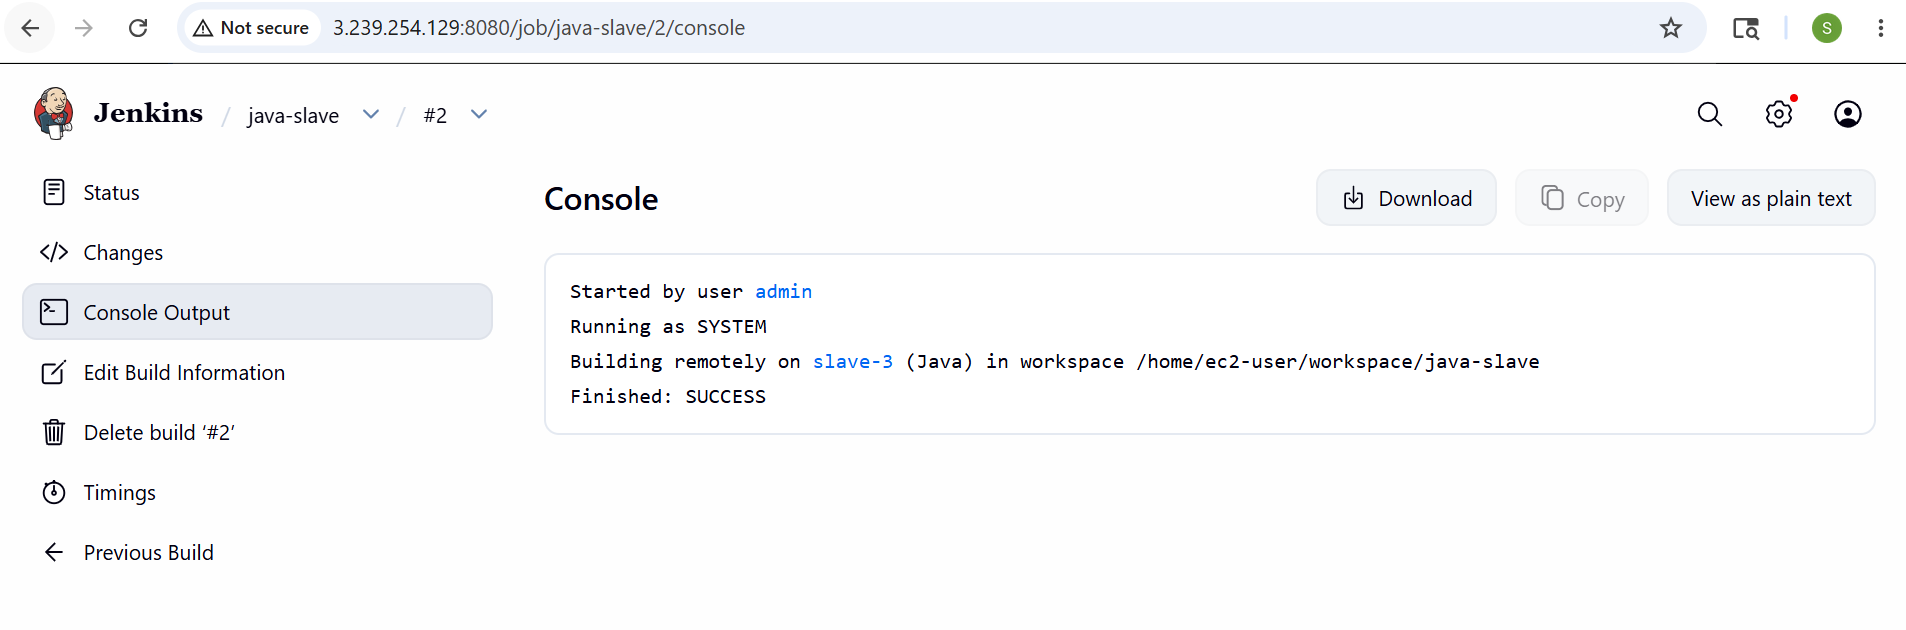 Not secure 3.239.254.129:8080/job/java-slave/2/console
S
Jenkins / java-slave / #2
Status
Changes
Console Output
Edit Build Information
Delete build ‘#2’
Timings
Previous Build
Console
Download
Copy
View as plain text
Started by user admin
Running as SYSTEM
Building remotely on slave-3 (Java) in workspace /home/ec2-user/workspace/java-slave
Finished: SUCCESS